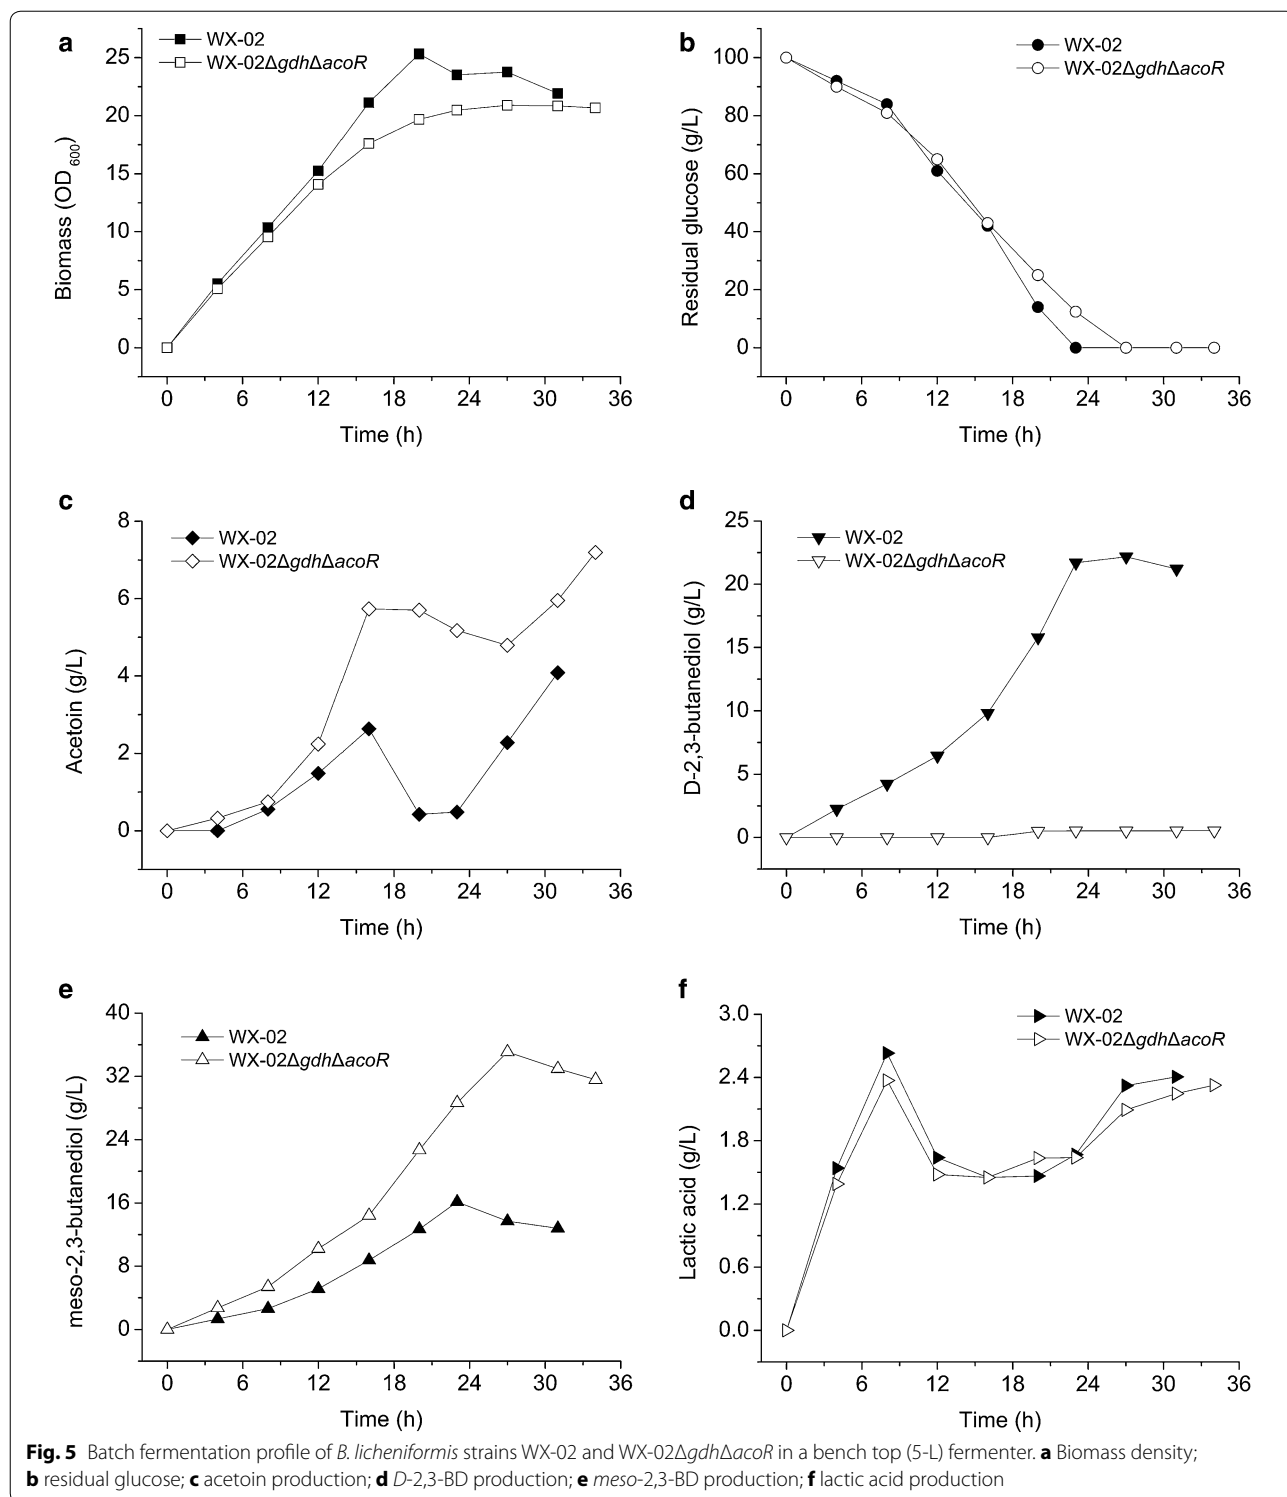 a
WX-02
WX-02ΔgdhΔacoR
25
20
15
10
5
0
Biomass (OD600)
0 6 12 18 24 30 36
Time (h)
b
WX-02
WX-02ΔgdhΔacoR
100
80
60
40
20
0
Residual glucose (g/L)
0 6 12 18 24 30 36
Time (h)
c
WX-02
WX-02ΔgdhΔacoR
8
6
4
2
0
Acetoin (g/L)
0 6 12 18 24 30 36
Time (h)
d
WX-02
WX-02ΔgdhΔacoR
25
20
15
10
5
0
D-2,3-butanediol (g/L)
0 6 12 18 24 30 36
Time (h)
e
WX-02
WX-02ΔgdhΔacoR
40
32
24
16
8
0
meso-2,3-butanediol (g/L)
0 6 12 18 24 30 36
Time (h)
f
WX-02
WX-02ΔgdhΔacoR
3.0
2.4
1.8
1.2
0.6
0.0
Lactic acid (g/L)
0 6 12 18 24 30 36
Time (h)
Fig. 5 Batch fermentation profile of B. licheniformis strains WX-02 and WX-02ΔgdhΔacoR in a bench top (5-L) fermenter. a Biomass density;
b residual glucose; c acetoin production; d D-2,3-BD production; e meso-2,3-BD production; f lactic acid production